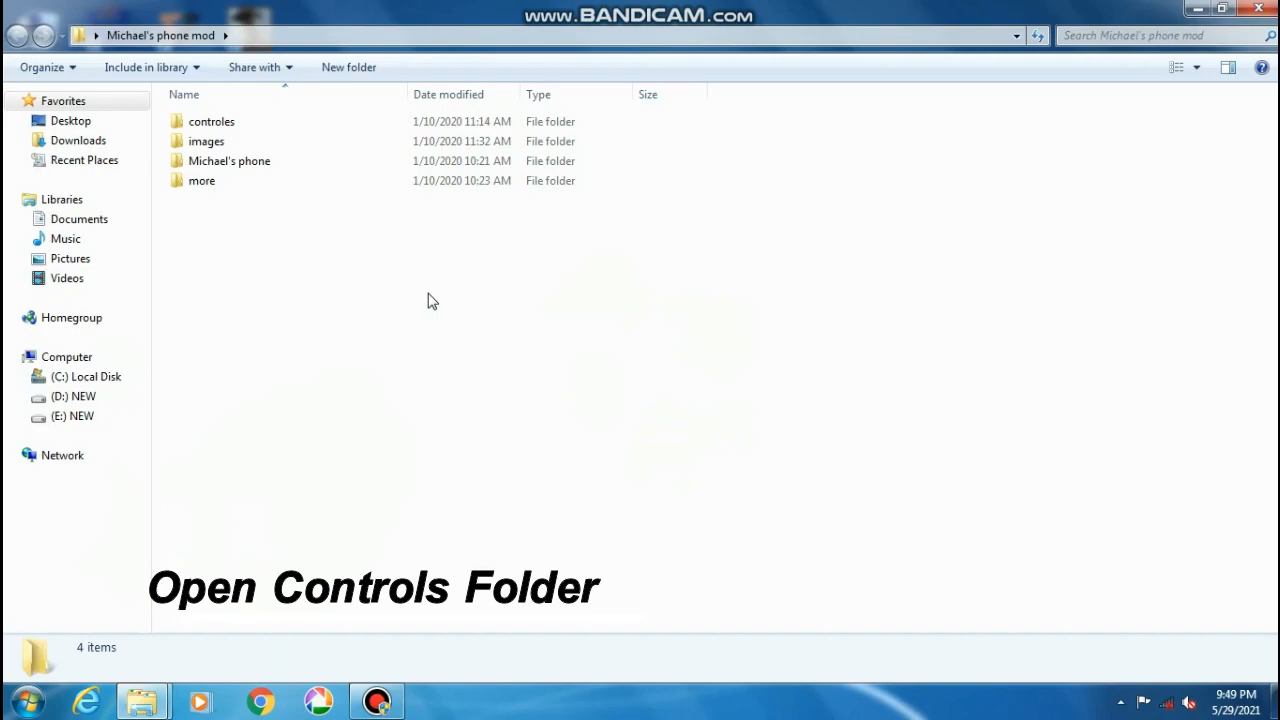 www.BANDICAM.com
Michael's phone mod
Search Michael's phone mod
Organize Include in library Share with New folder
Name Date modified Type Size
Favorites
Desktop
Downloads
Recent Places
Libraries
Documents
Music
Pictures
Videos
Homegroup
Computer
(C:) Local Disk
(D:) NEW
(E:) NEW
Network
controles 1/10/2020 11:14 AM File folder
images 1/10/2020 11:32 AM File folder
Michael's phone 1/10/2020 10:21 AM File folder
more 1/10/2020 10:23 AM File folder
Open Controls Folder
4 items
9:49 PM
5/29/2021